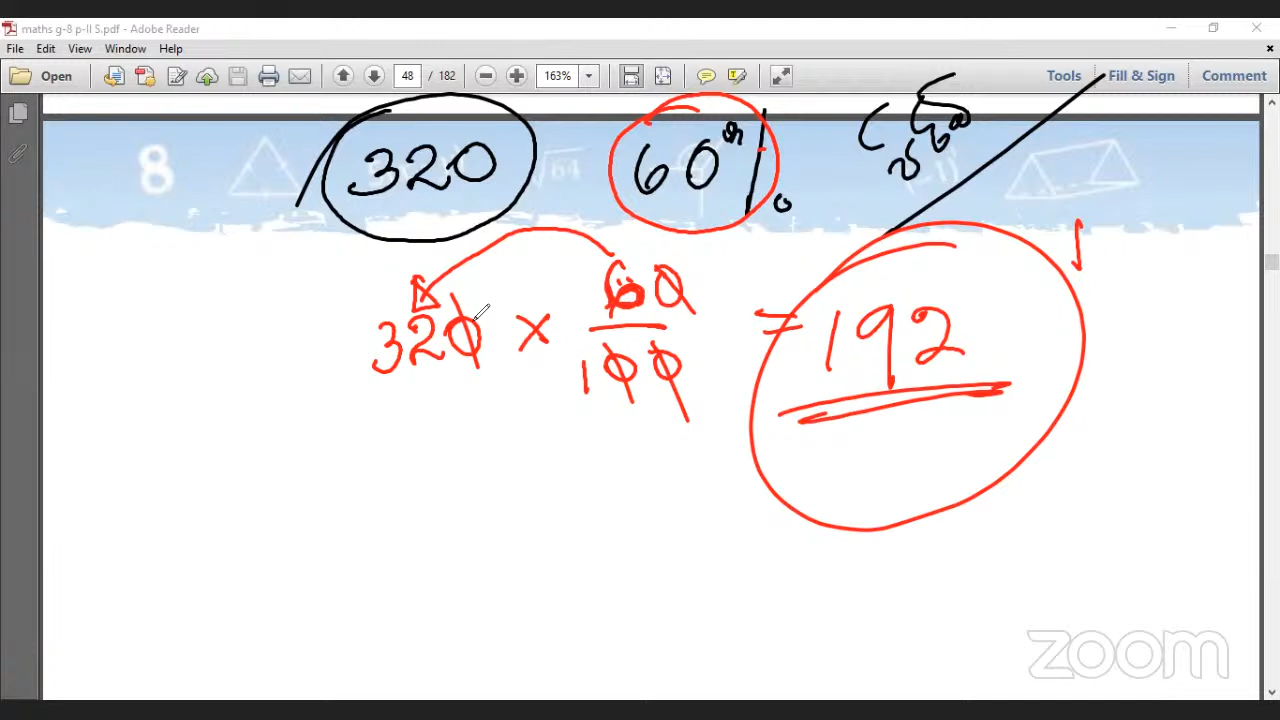 maths g-8 p-II S.pdf - Adobe Reader
File Edit View Window Help
Open 48 / 182 163% Tools Fill & Sign Comment
8 320 60 %
320 × 60/100 = 192
zoom